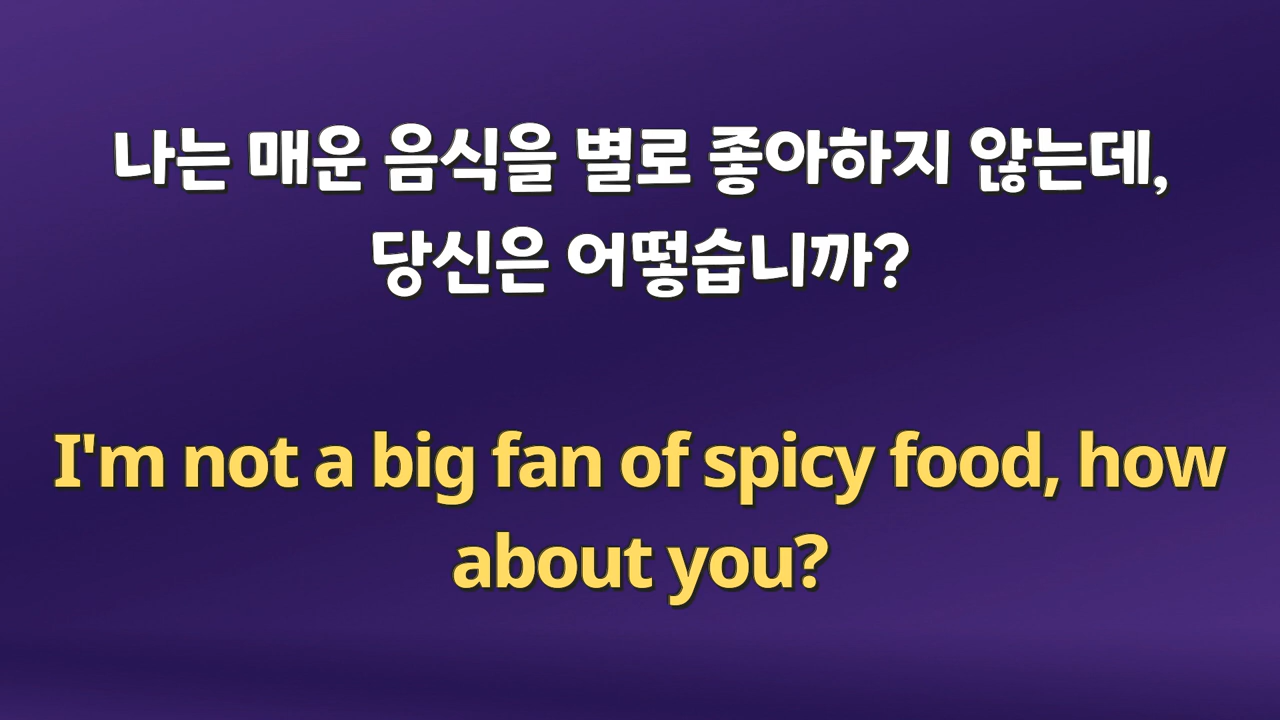 나는 매운 음식을 별로 좋아하지 않는데,
당신은 어떻습니까?
I'm not a big fan of spicy food, how
about you?